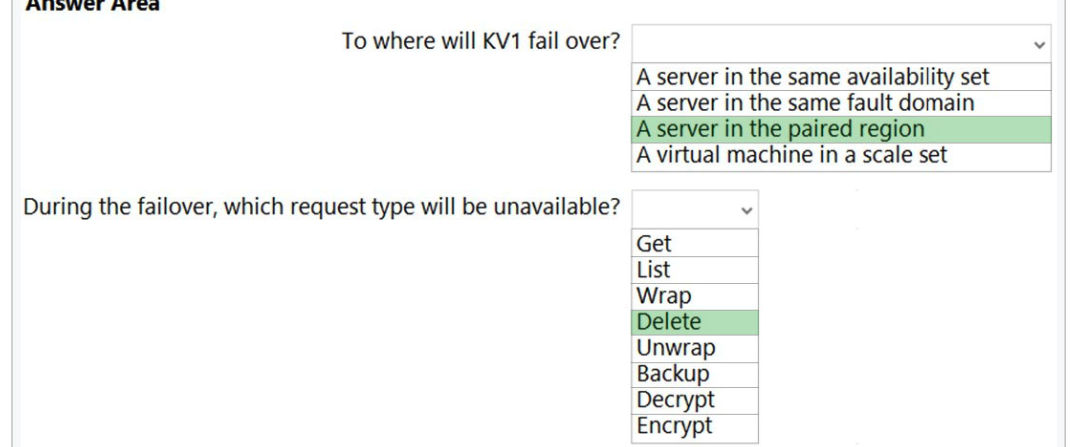 Answer Area
To where will KV1 fail over?
A server in the same availability set
A server in the same fault domain
A server in the paired region
A virtual machine in a scale set
During the failover, which request type will be unavailable?
Get
List
Wrap
Delete
Unwrap
Backup
Decrypt
Encrypt